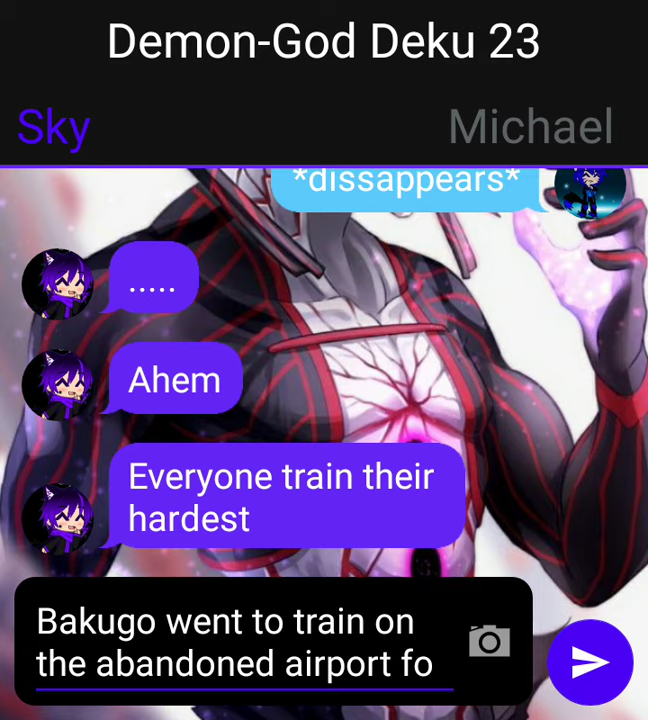 Demon-God Deku 23
Sky
Michael
*dissappears*
.....
Ahem
Everyone train their
hardest
Bakugo went to train on
the abandoned airport fo